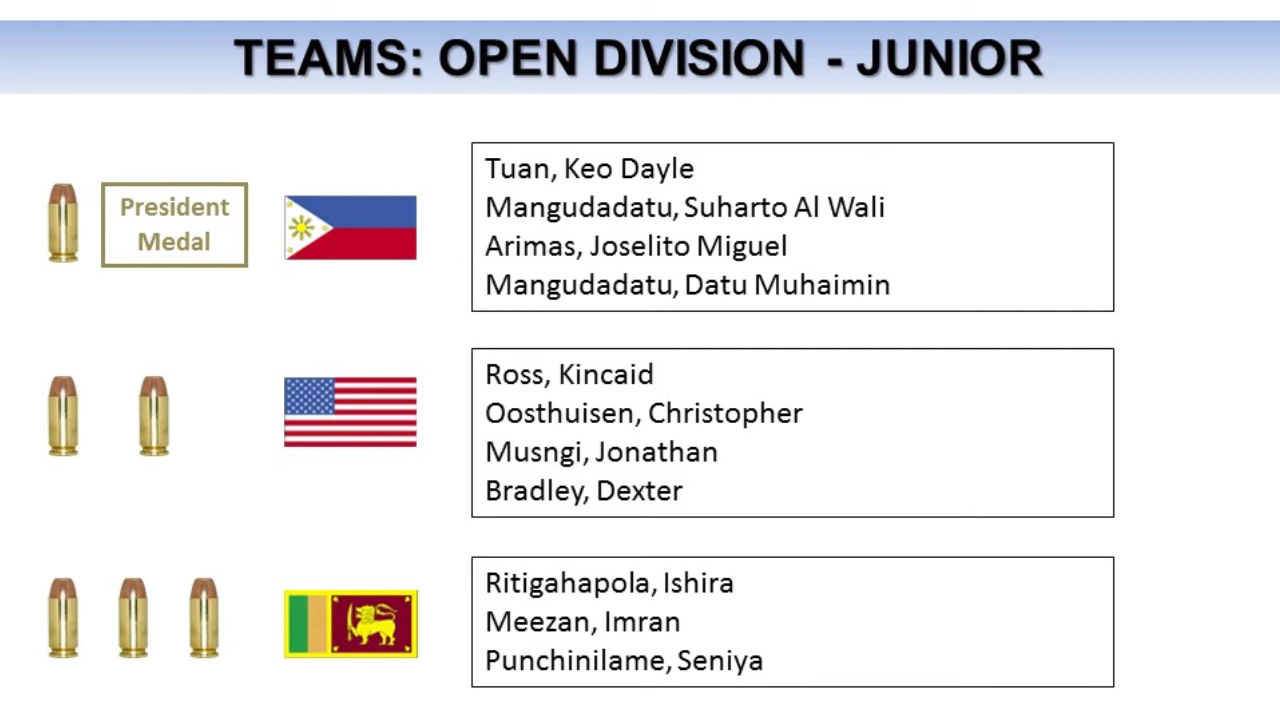 TEAMS: OPEN DIVISION - JUNIOR
President
Medal
Tuan, Keo Dayle
Mangudadatu, Suharto Al Wali
Arimas, Joselito Miguel
Mangudadatu, Datu Muhaimin
Ross, Kincaid
Oosthuisen, Christopher
Musngi, Jonathan
Bradley, Dexter
Ritigahapola, Ishira
Meezan, Imran
Punchinilame, Seniya